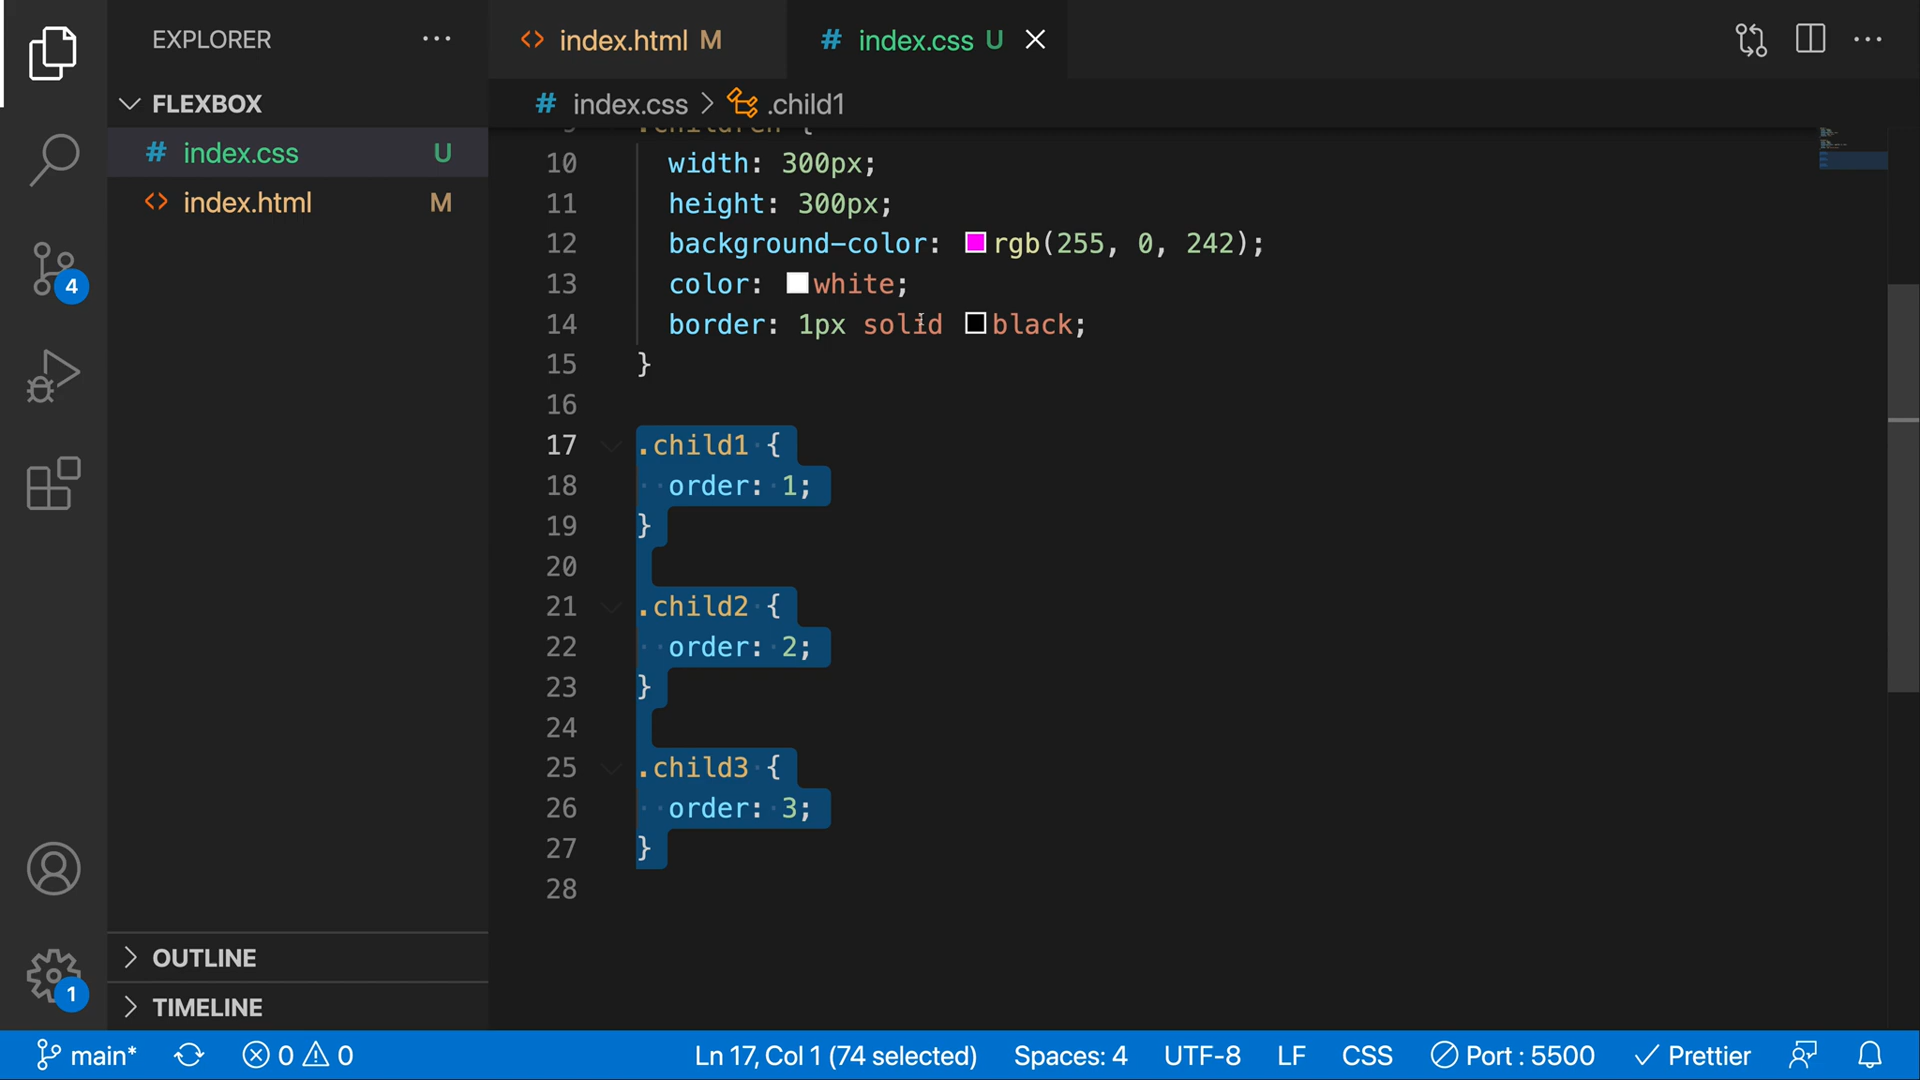 EXPLORER ...
FLEXBOX
# index.css U
<> index.html M
4
1
OUTLINE
TIMELINE
<> index.html M
# index.css U
# index.css > .child1
9 .children {
10 width: 300px;
11 height: 300px;
12 background-color: rgb(255, 0, 242);
13 color: white;
14 border: 1px solid black;
15 }
16
17 .child1 {
18 order: 1;
19 }
20
21 .child2 {
22 order: 2;
23 }
24
25 .child3 {
26 order: 3;
27 }
28
main* 0 0 Ln 17, Col 1 (74 selected) Spaces: 4 UTF-8 LF CSS Port : 5500 Prettier